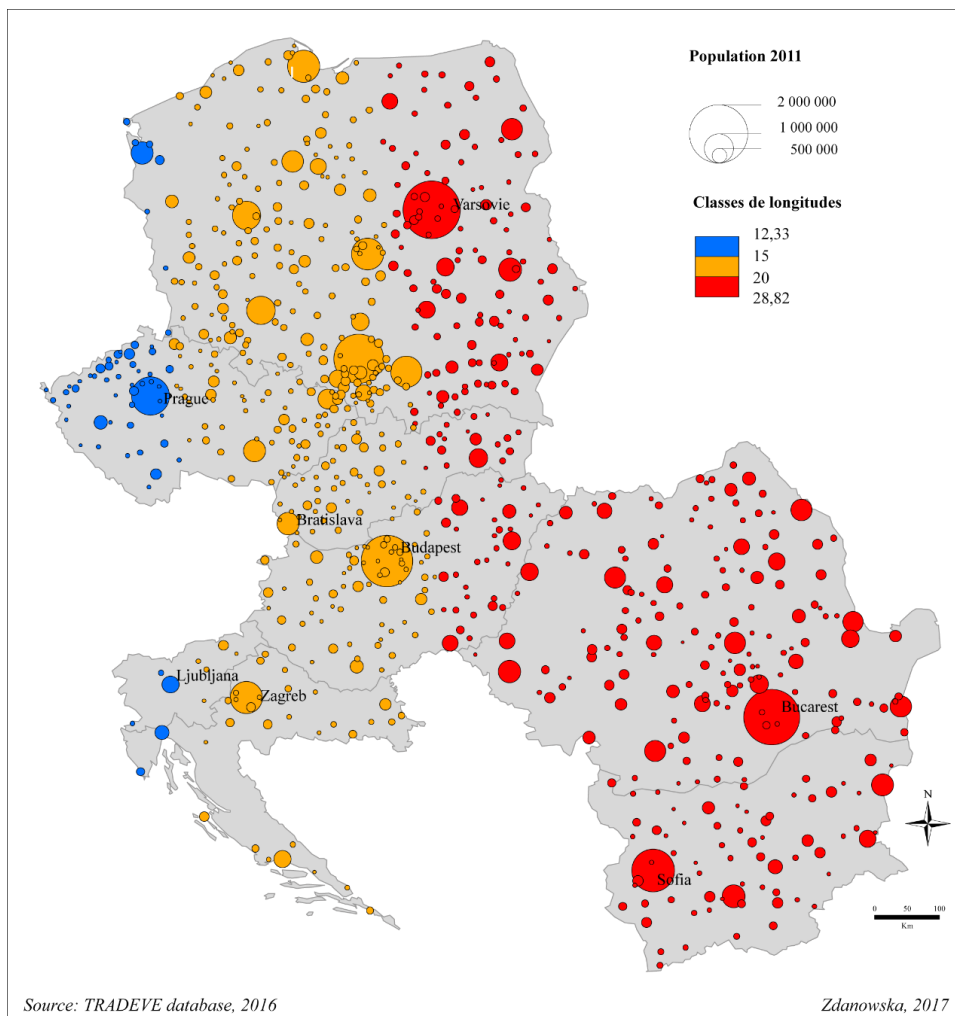 Population 2011
2 000 000
1 000 000
500 000
Classes de longitudes
12,33
15
20
28,82
Varsovie
Prague
Bratislava
Budapest
Ljubljana
Zagreb
Bucarest
Sofia
N
0 50 100
Km
Source: TRADEVE database, 2016
Zdanowska, 2017